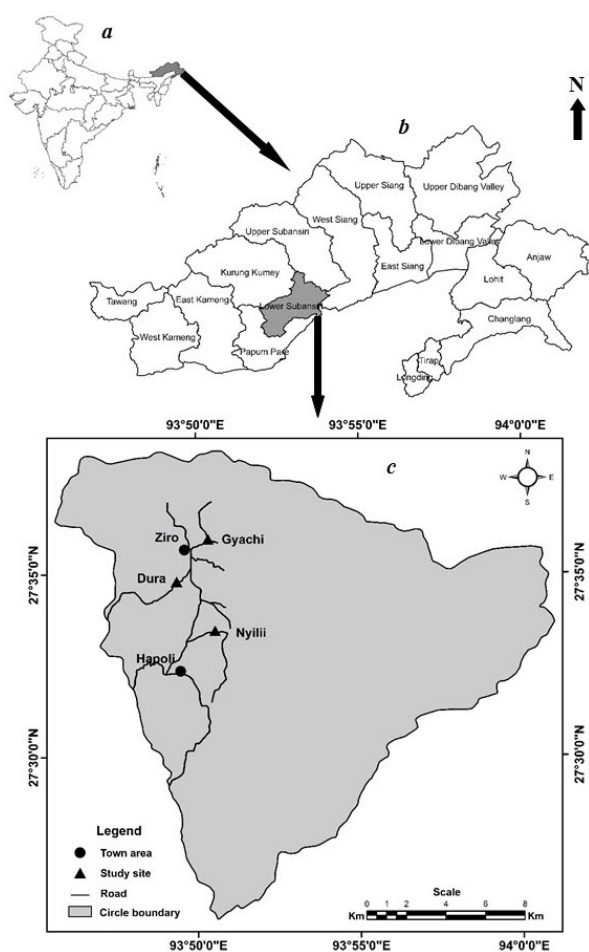 a
N
b
Upper Siang
Upper Dibang Valley
West Siang
Upper Subansiri
Lower Dibang Valley
Anjaw
Kurung Kumey
East Siang
Lohit
Tawang
East Kameng
Lower Subansiri
Changlang
West Kameng
Papum Pare
Tirap
Longding
93°50'0"E 93°55'0"E 94°0'0"E
c
N
W E
S
Ziro
Gyachi
27°35'0"N 27°35'0"N
Dura
Nyilii
Hapoli
27°30'0"N 27°30'0"N
Legend
Town area
Study site
Road
Circle boundary
Scale
0 1 2 4 6 8
Km Km
93°50'0"E 93°55'0"E 94°0'0"E